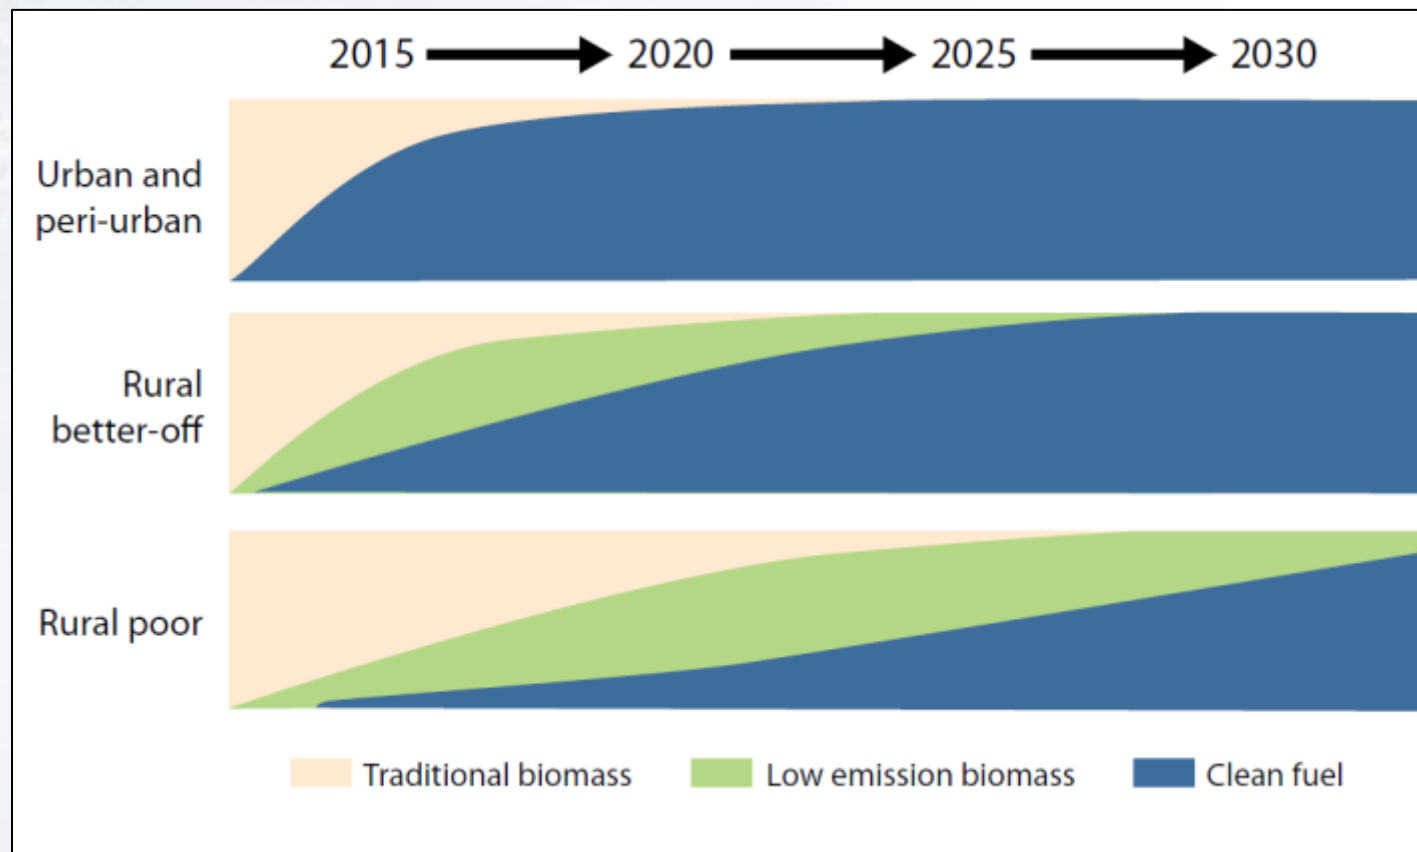 2015 2020 2025 2030
Urban and
peri-urban
Rural
better-off
Rural poor
Traditional biomass Low emission biomass Clean fuel